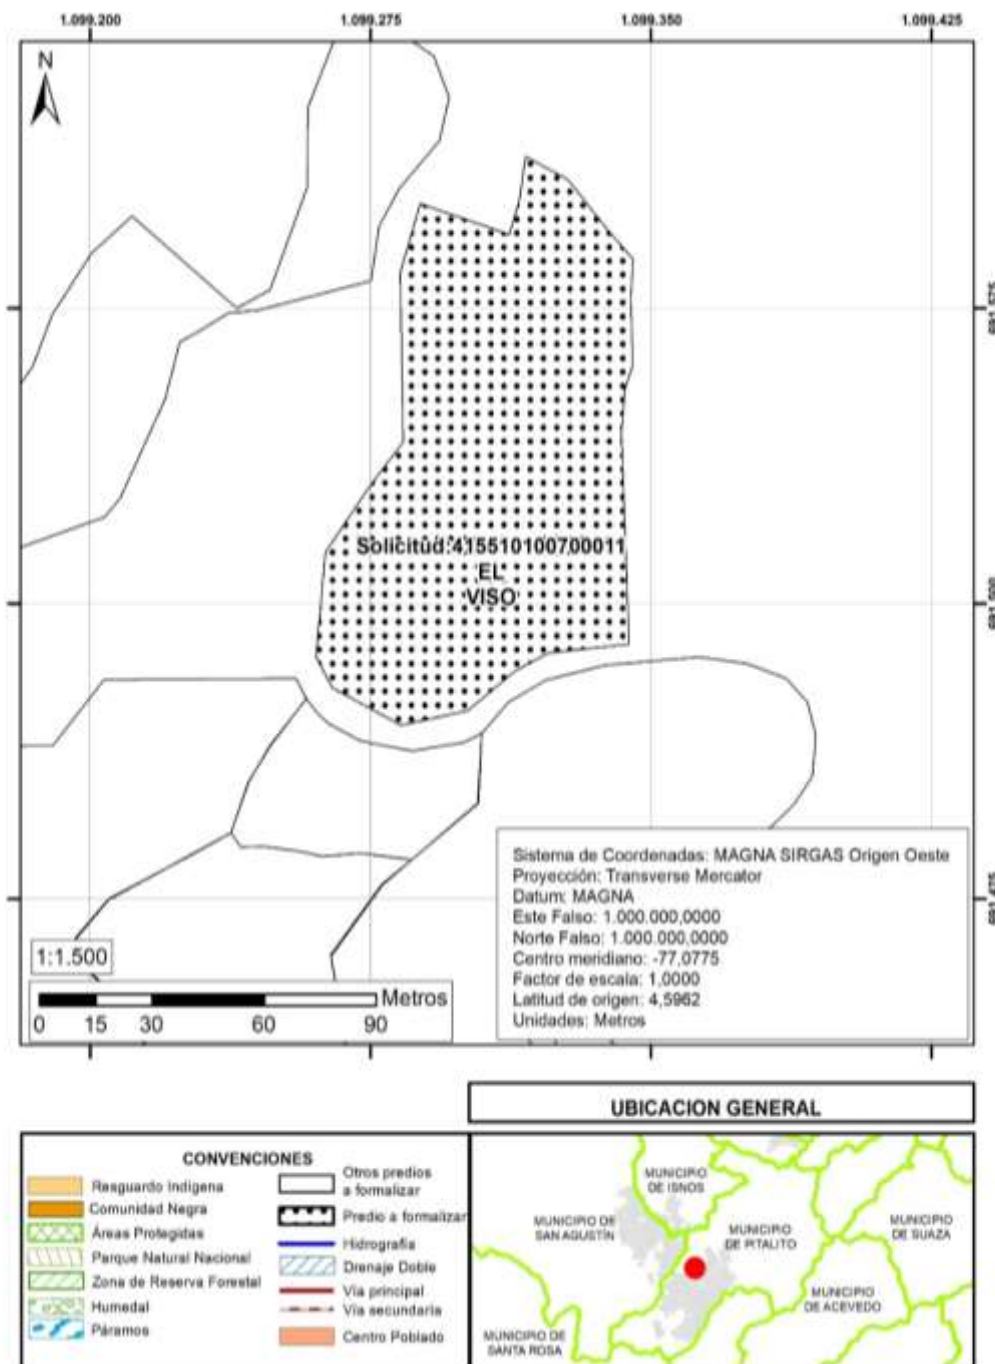 1.099.200 1.099.275 1.099.350 1.099.425
N
691.575
Solicitud:415510100700011
EL
VISO
691.500
Sistema de Coordenadas: MAGNA SIRGAS Origen Oeste
Proyección: Transverse Mercator
Datum: MAGNA
Este Falso: 1.000.000,0000
Norte Falso: 1.000.000,0000
Centro meridiano: -77,0775
Factor de escala: 1,0000
Latitud de origen: 4,5962
Unidades: Metros
1:1.500
Metros
0 15 30 60 90
UBICACION GENERAL
CONVENCIONES
Resguardo Indigena
Comunidad Negra
Áreas Protegidas
Parque Natural Nacional
Zona de Reserva Forestal
Humedal
Páramos
Otros predios
a formalizar
Predio a formalizar
Hidrografía
Drenaje Doble
Vía principal
Vía secundaria
Centro Poblado
MUNICIPIO
DE ISNOS
MUNICIPIO DE
SAN AGUSTÍN
MUNICIPIO
DE PITALITO
MUNICIPIO
DE SUAZA
MUNICIPIO
DE ACEVEDO
MUNICIPIO DE
SANTA ROSA